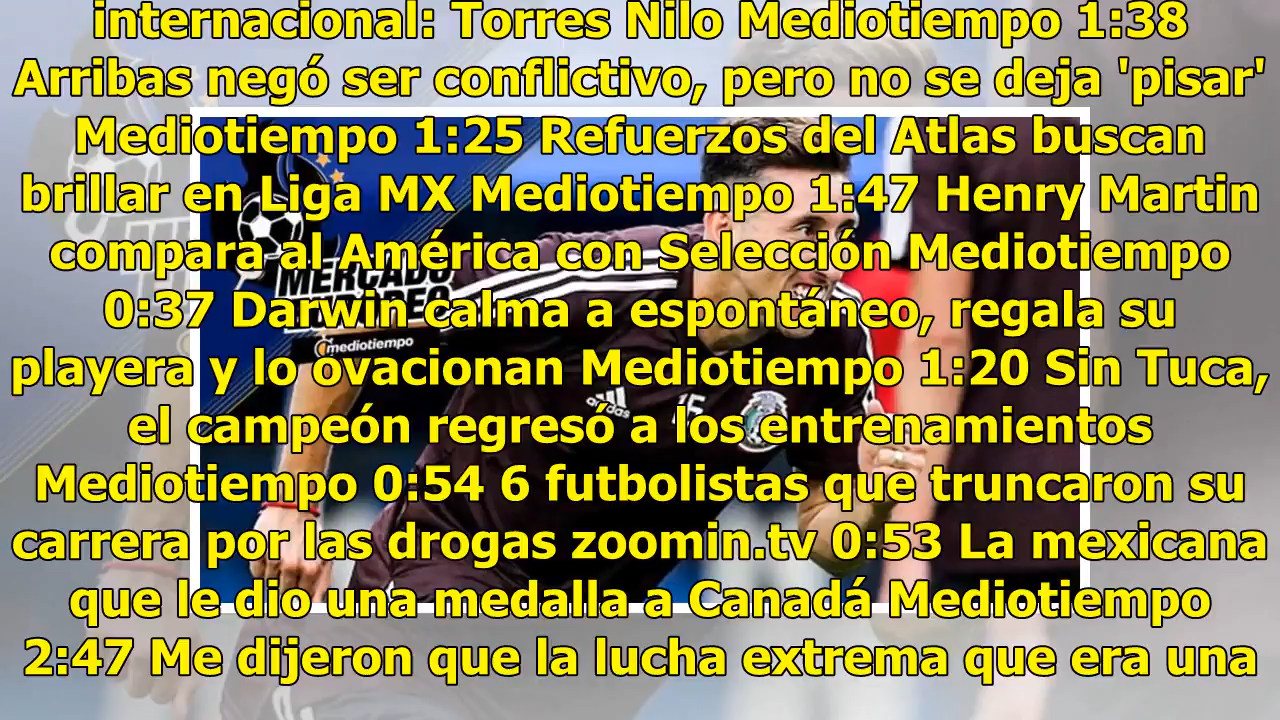 internacional: Torres Nilo Mediotiempo 1:38
Arribas negó ser conflictivo, pero no se deja 'pisar'
Mediotiempo 1:25 Refuerzos del Atlas buscan
brillar en Liga MX Mediotiempo 1:47 Henry Martin
compara al América con Selección Mediotiempo
0:37 Darwin calma a espontáneo, regala su
playera y lo ovacionan Mediotiempo 1:20 Sin Tuca,
el campeón regresó a los entrenamientos
Mediotiempo 0:54 6 futbolistas que truncaron su
carrera por las drogas zoomin.tv 0:53 La mexicana
que le dio una medalla a Canadá Mediotiempo
2:47 Me dijeron que la lucha extrema que era una
MERCADO
mediotiempo
adidas